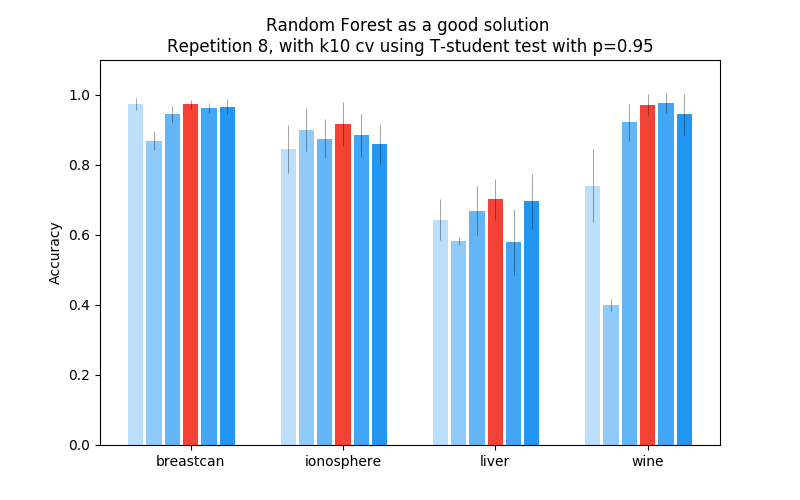 Random Forest as a good solution
Repetition 8, with k10 cv using T-student test with p=0.95
1.0
0.8
0.6
0.4
0.2
0.0
Accuracy
breastcan
ionosphere
liver
wine